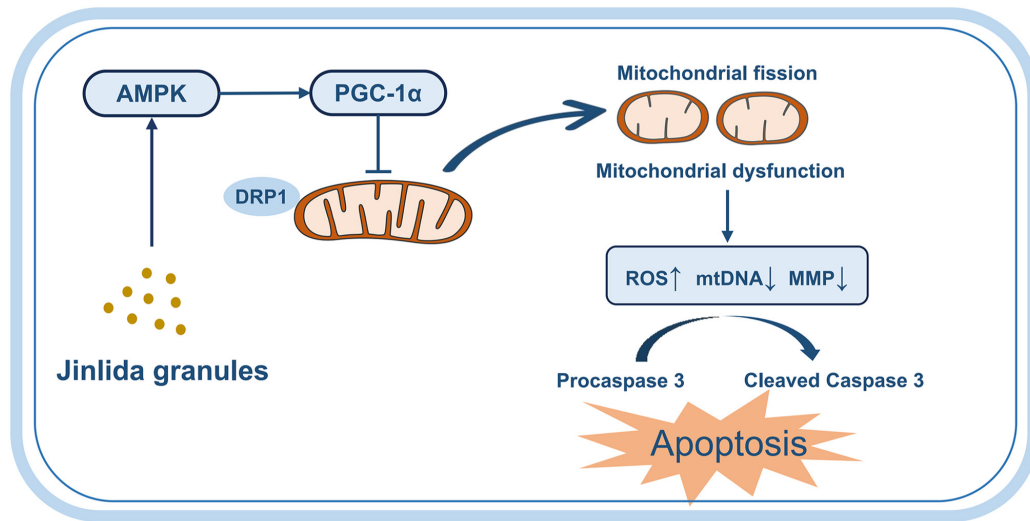 AMPK
PGC-1α
Mitochondrial fission
DRP1
Mitochondrial dysfunction
ROS↑ mtDNA↓ MMP↓
Jinlida granules
Procaspase 3
Cleaved Caspase 3
Apoptosis